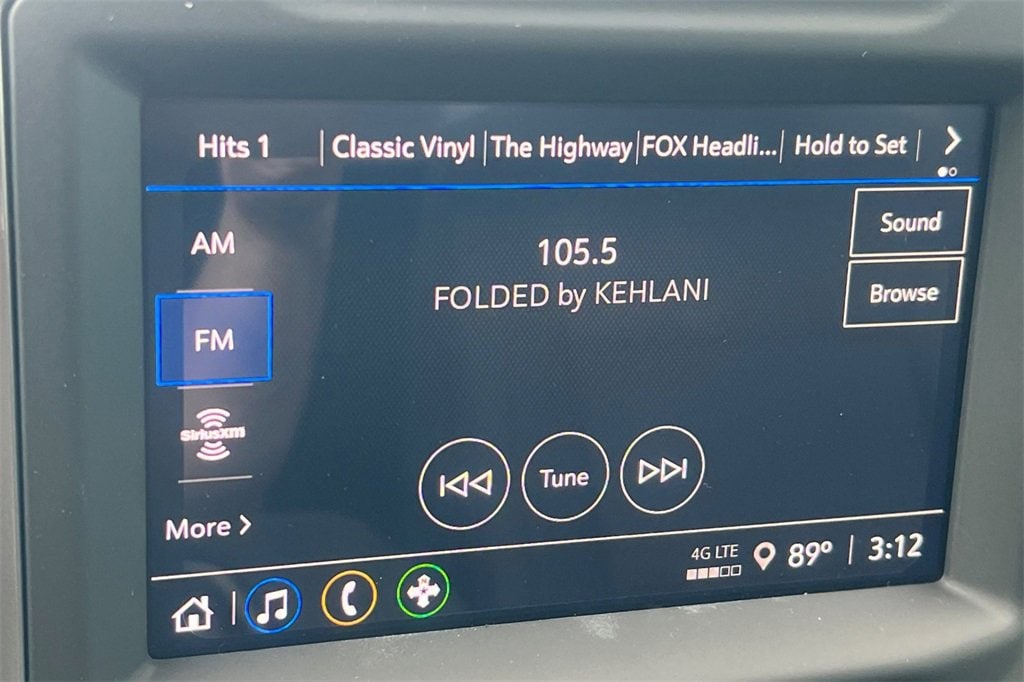 Hits 1 Classic Vinyl The Highway FOX Headli... Hold to Set
Sound
AM
105.5
FOLDED by KEHLANI
Browse
FM
SiriusXM
Tune
More
4G LTE 89° 3:12
N